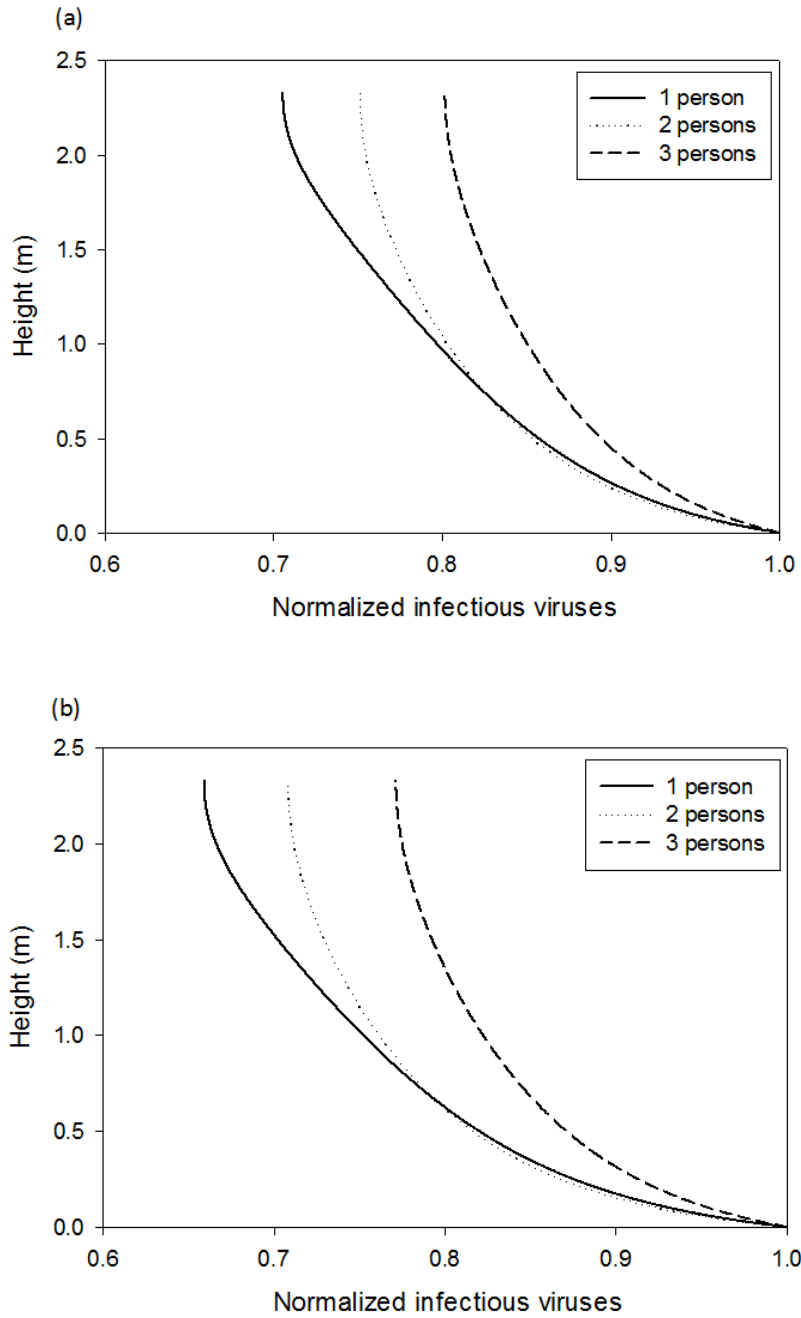 (a)
2.5
2.0
1.5
1.0
0.5
0.0
Height (m)
1 person
2 persons
3 persons
0.6 0.7 0.8 0.9 1.0
Normalized infectious viruses
(b)
2.5
2.0
1.5
1.0
0.5
0.0
Height (m)
1 person
2 persons
3 persons
0.6 0.7 0.8 0.9 1.0
Normalized infectious viruses